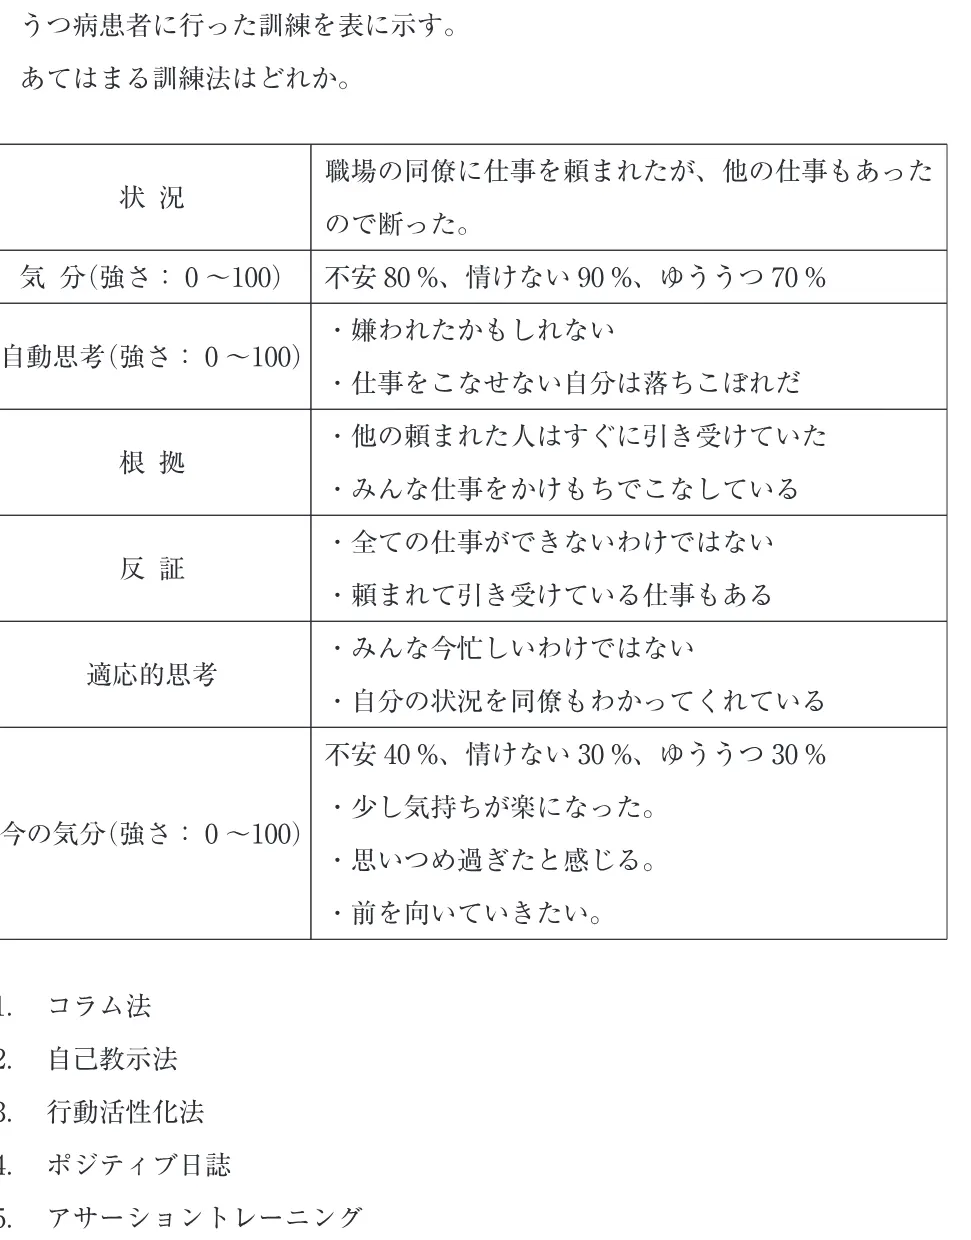 うつ病患者に行った訓練を表に示す。
あてはまる訓練法はどれか。
状 況
職場の同僚に仕事を頼まれたが、他の仕事もあった
ので断った。
気 分(強さ：0～100)
不安80％、情けない90％、ゆううつ70％
自動思考(強さ：0～100)
・嫌われたかもしれない
・仕事をこなせない自分は落ちこぼれだ
根 拠
・他の頼まれた人はすぐに引き受けていた
・みんな仕事をかけもちでこなしている
反 証
・全ての仕事ができないわけではない
・頼まれて引き受けている仕事もある
適応的思考
・みんな今忙しいわけではない
・自分の状況を同僚もわかってくれている
今の気分(強さ：0～100)
不安40％、情けない30％、ゆううつ30％
・少し気持ちが楽になった。
・思いつめ過ぎたと感じる。
・前を向いていきたい。
1. コラム法
2. 自己教示法
3. 行動活性化法
4. ポジティブ日誌
5. アサーショントレーニング